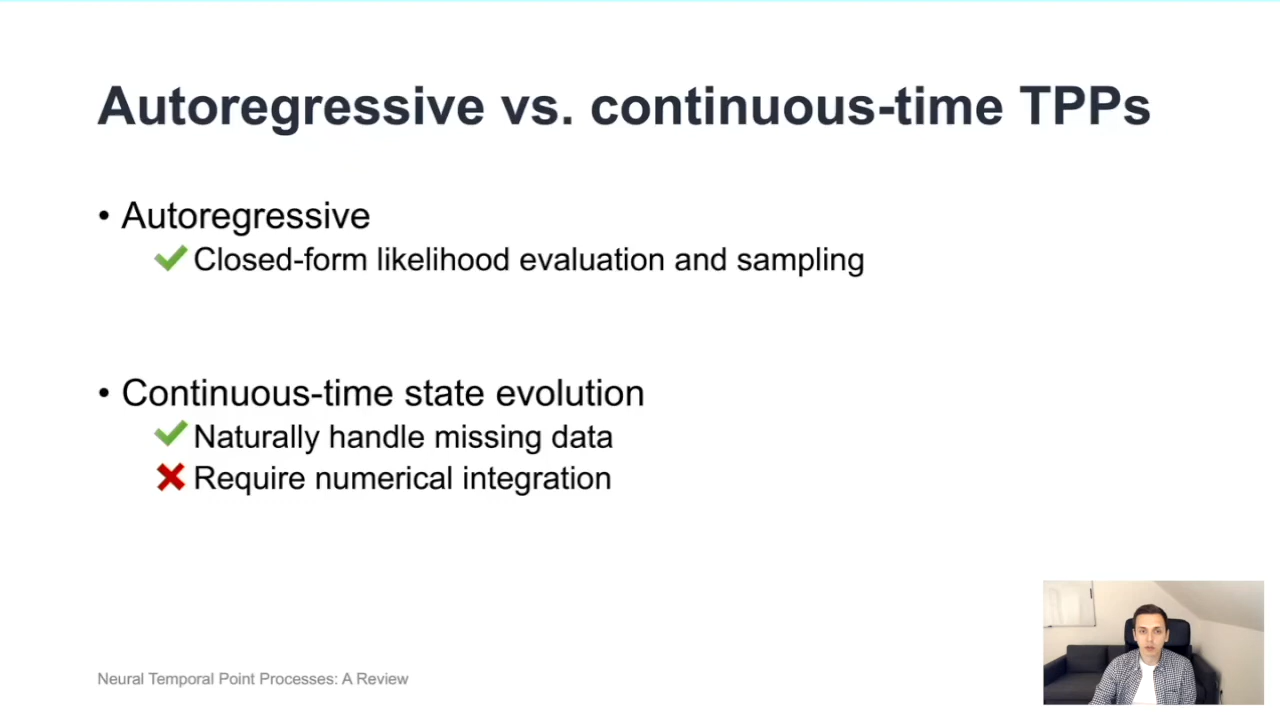 Autoregressive vs. continuous-time TPPs
• Autoregressive
✔ Closed-form likelihood evaluation and sampling
• Continuous-time state evolution
✔ Naturally handle missing data
✖ Require numerical integration
Neural Temporal Point Processes: A Review